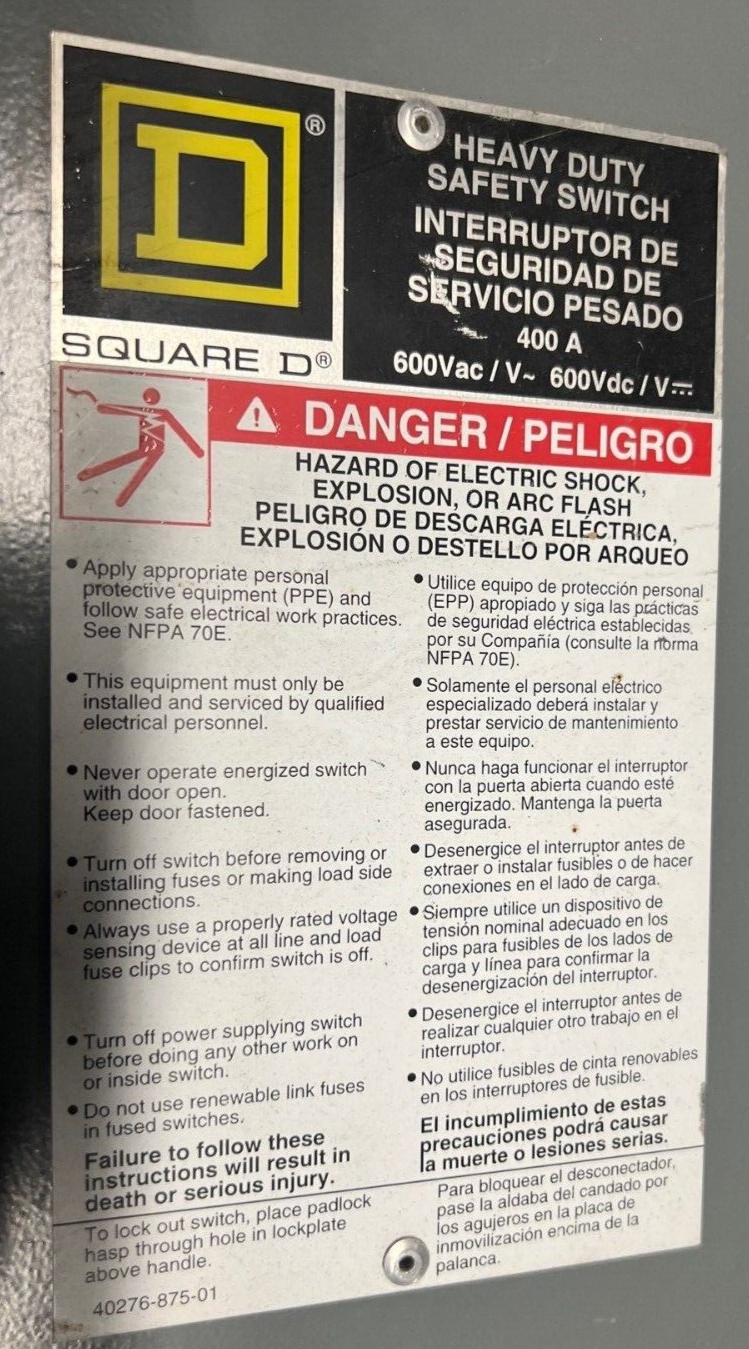 D®
SQUARE D®
HEAVY DUTY
SAFETY SWITCH
INTERRUPTOR DE
SEGURIDAD DE
SERVICIO PESADO
400 A
600Vac / V~ 600Vdc / V⎓
DANGER / PELIGRO
HAZARD OF ELECTRIC SHOCK,
EXPLOSION, OR ARC FLASH
PELIGRO DE DESCARGA ELÉCTRICA,
EXPLOSIÓN O DESTELLO POR ARQUEO
• Apply appropriate personal
protective equipment (PPE) and
follow safe electrical work practices.
See NFPA 70E.
• This equipment must only be
installed and serviced by qualified
electrical personnel.
• Never operate energized switch
with door open.
Keep door fastened.
• Turn off switch before removing or
installing fuses or making load side
connections.
• Always use a properly rated voltage
sensing device at all line and load
fuse clips to confirm switch is off.
• Turn off power supplying switch
before doing any other work on
or inside switch.
• Do not use renewable link fuses
in fused switches.
Failure to follow these
instructions will result in
death or serious injury.
• Utilice equipo de protección personal
(EPP) apropiado y siga las prácticas
de seguridad eléctrica establecidas
por su Compañía (consulte la norma
NFPA 70E).
• Solamente el personal eléctrico
especializado deberá instalar y
prestar servicio de mantenimiento
a este equipo.
• Nunca haga funcionar el interruptor
con la puerta abierta cuando esté
energizado. Mantenga la puerta
asegurada.
• Desenergice el interruptor antes de
extraer o instalar fusibles o de hacer
conexiones en el lado de carga.
• Siempre utilice un dispositivo de
tensión nominal adecuado en los
clips para fusibles de los lados de
carga y línea para confirmar la
desenergización del interruptor.
• Desenergice el interruptor antes de
realizar cualquier otro trabajo en el
interruptor.
• No utilice fusibles de cinta renovables
en los interruptores de fusible.
El incumplimiento de estas
precauciones podrá causar
la muerte o lesiones serias.
To lock out switch, place padlock
hasp through hole in lockplate
above handle.
40276-875-01
Para bloquear el desconectador,
pase la aldaba del candado por
los agujeros en la placa de
inmovilización encima de la
palanca.